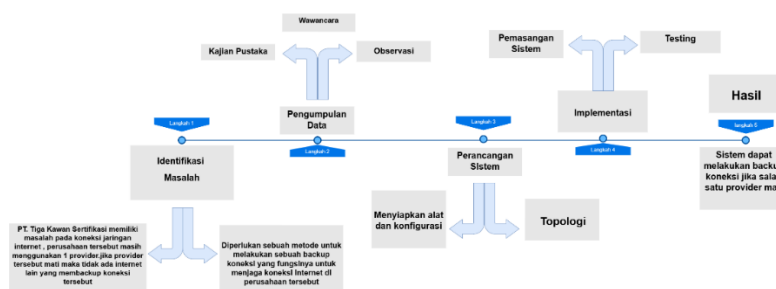 Wawancara
Kajian Pustaka
Observasi
Pengumpulan
Data
Pemasangan
Sistem
Testing
Implementasi
Hasil
Langkah 1
Langkah 2
Langkah 3
Langkah 4
langkah 5
Identifikasi
Masalah
Perancangan
Sistem
Sistem dapat
melakukan
koneksi jika
satu provider
Menyiapkan alat
dan konfigurasi
Topologi
PT. Tiga Kawan Sertifikasi memiliki
masalah pada koneksi jaringan
internet , perusahaan tersebut masih
menggunakan 1 provider.jika provider
tersebut mati maka tidak ada internet
lain yang membackup koneksi
tersebut
Diperlukan sebuah metode untuk
melakukan sebuah backup
koneksi yang fungsinya untuk
menjaga koneksi Internet di
perusahaan tersebut